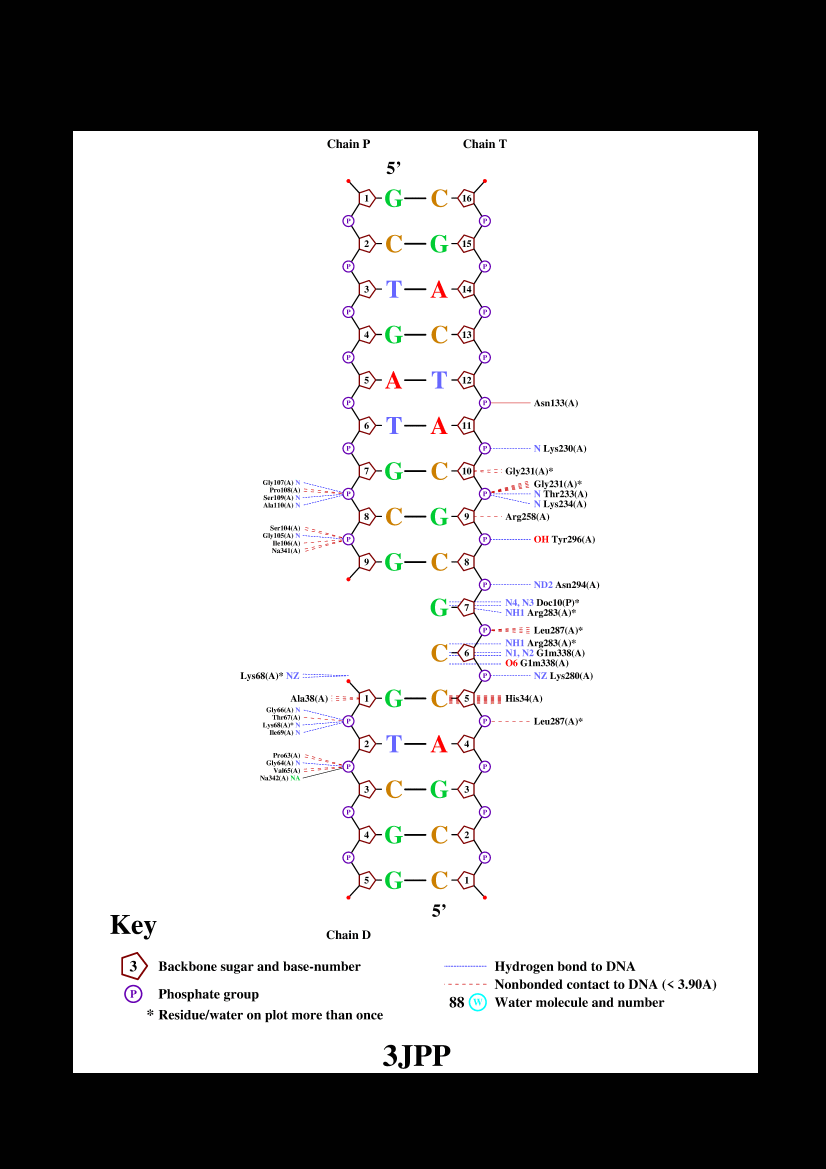 Chain P Chain T
5’
1 G C 16
P P
2 C G 15
P P
3 T A 14
P P
4 G C 13
P P
5 A T 12
P P Asn133(A)
6 T A 11
P P N Lys230(A)
7 G C 10 Gly231(A)*
Gly107(A) N
Pro108(A)
Ser109(A) N
Ala110(A) N
P P
Gly231(A)*
N Thr233(A)
N Lys234(A)
8 C G 9 Arg258(A)
Ser104(A)
Gly105(A) N
Ile106(A)
Na341(A)
P P OH Tyr296(A)
9 G C 8
P ND2 Asn294(A)
G 7
N4, N3 Doc10(P)*
NH1 Arg283(A)*
P Leu287(A)*
NH1 Arg283(A)*
C 6 N1, N2 G1m338(A)
O6 G1m338(A)
Lys68(A)* NZ P NZ Lys280(A)
Ala38(A) 1 G C 5 His34(A)
Gly66(A) N
Thr67(A)
Lys68(A)* N
Ile69(A) N
P P Leu287(A)*
2 T A 4
Pro63(A)
Gly64(A) N
Val65(A)
Na342(A) NA
P P
3 C G 3
P P
4 G C 2
P P
5 G C 1
5’
Chain D
Key
3 Backbone sugar and base-number
P Phosphate group
* Residue/water on plot more than once
Hydrogen bond to DNA
Nonbonded contact to DNA (< 3.90A)
88 W Water molecule and number
3JPP